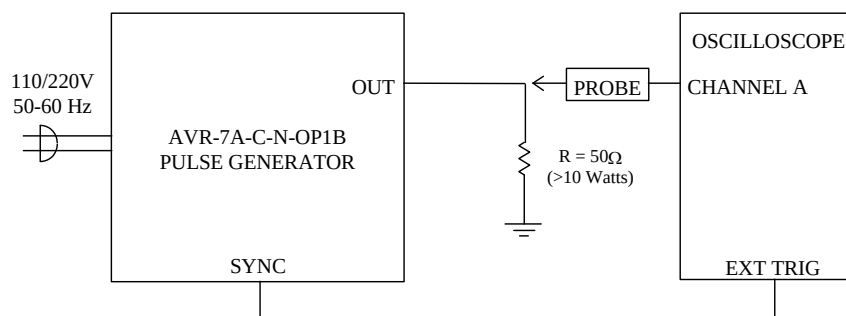 110/220V
50-60 Hz
AVR-7A-C-N-OP1B
PULSE GENERATOR
OUT
SYNC
R = 50Ω
(>10 Watts)
PROBE
OSCILLOSCOPE
CHANNEL A
EXT TRIG